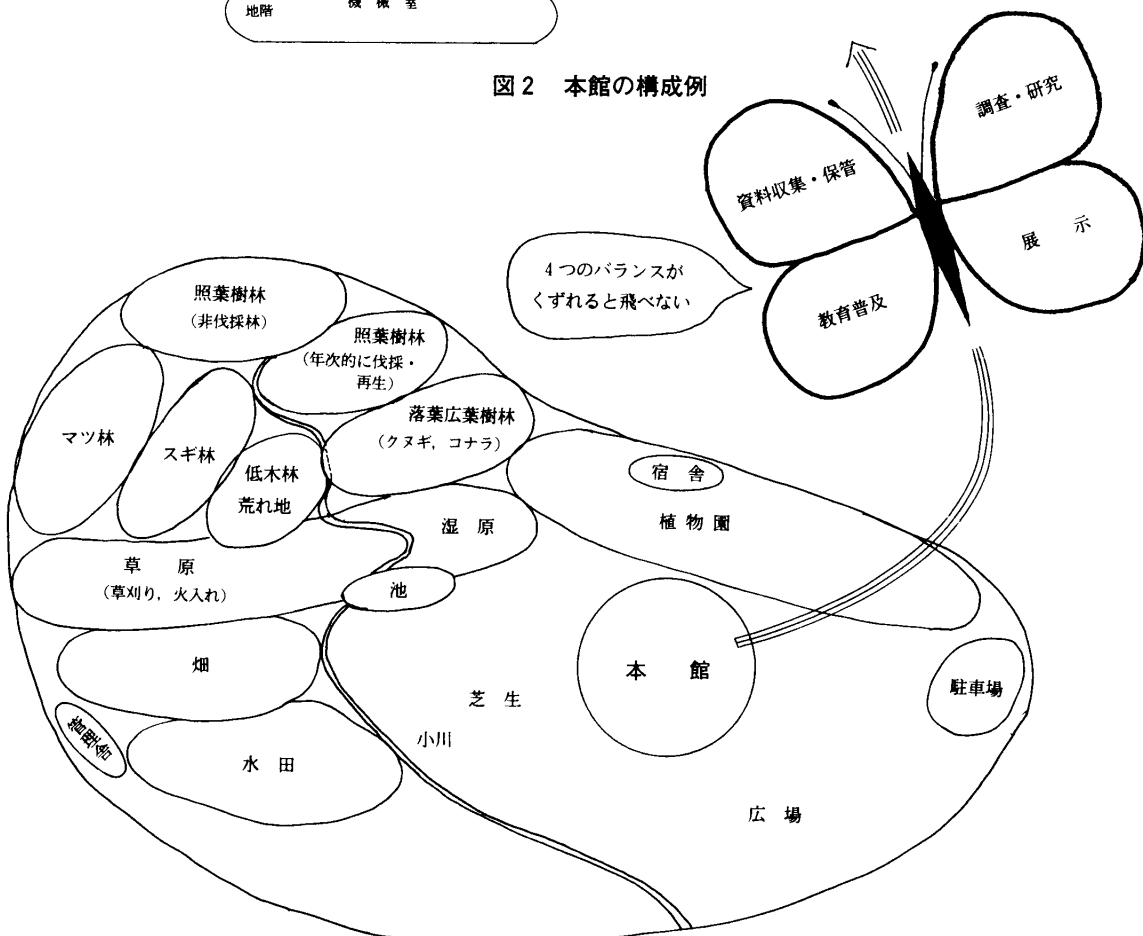 地階
機械室
図2 本館の構成例
調査・研究
資料収集・保管
展示
教育普及
4つのバランスが
くずれると飛べない
照葉樹林
(非伐採林)
照葉樹林
(年次的に伐採・
再生)
落葉広葉樹林
(クヌギ,コナラ)
マツ林
スギ林
低木林
荒れ地
宿舎
植物園
湿原
草原
(草刈り,火入れ)
池
畑
本館
芝生
駐車場
管理舎
小川
水田
広場